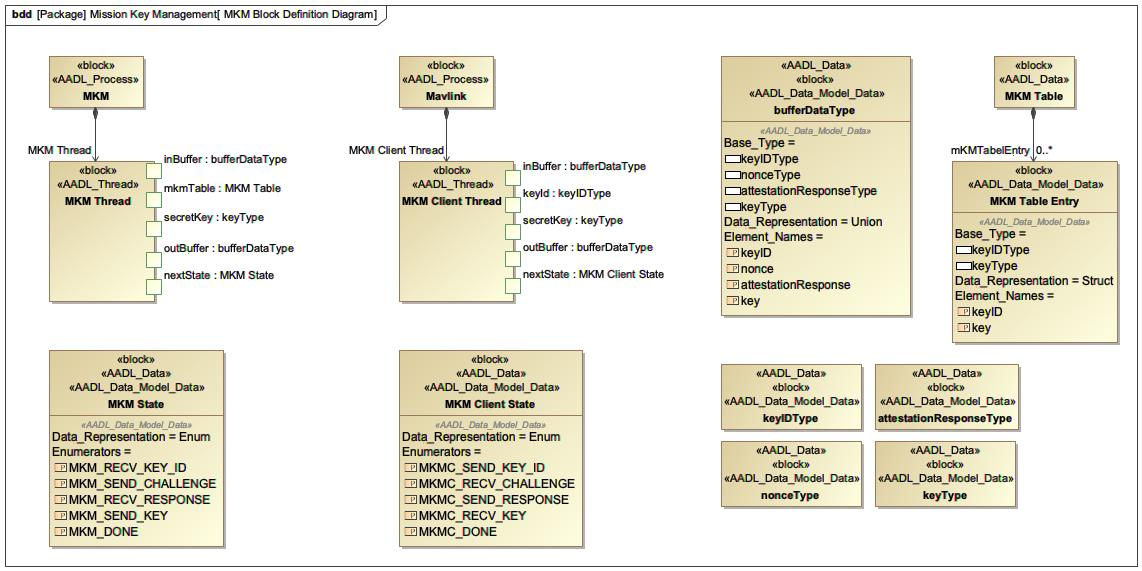 bdd [Package] Mission Key Management[ MKM Block Definition Diagram]
«block»
«AADL_Process»
MKM
MKM Thread
«block»
«AADL_Thread»
MKM Thread
inBuffer : bufferDataType
mkmTable : MKM Table
secretKey : keyType
outBuffer : bufferDataType
nextState : MKM State
«block»
«AADL_Process»
Mavlink
MKM Client Thread
«block»
«AADL_Thread»
MKM Client Thread
inBuffer : bufferDataType
keyId : keyIDType
secretKey : keyType
outBuffer : bufferDataType
nextState : MKM Client State
«AADL_Data»
«block»
«AADL_Data_Model_Data»
bufferDataType
«AADL_Data_Model_Data»
Base_Type =
keyIDType
nonceType
attestationResponseType
keyType
Data_Representation = Union
Element_Names =
keyID
nonce
attestationResponse
key
«block»
«AADL_Data»
MKM Table
mKMTabelEntry 0..*
«block»
«AADL_Data_Model_Data»
MKM Table Entry
«AADL_Data_Model_Data»
Base_Type =
keyIDType
keyType
Data_Representation = Struct
Element_Names =
keyID
key
«block»
«AADL_Data»
«AADL_Data_Model_Data»
MKM State
«AADL_Data_Model_Data»
Data_Representation = Enum
Enumerators =
MKM_RECV_KEY_ID
MKM_SEND_CHALLENGE
MKM_RECV_RESPONSE
MKM_SEND_KEY
MKM_DONE
«block»
«AADL_Data»
«AADL_Data_Model_Data»
MKM Client State
«AADL_Data_Model_Data»
Data_Representation = Enum
Enumerators =
MKMC_SEND_KEY_ID
MKMC_RECV_CHALLENGE
MKMC_SEND_RESPONSE
MKMC_RECV_KEY
MKMC_DONE
«AADL_Data»
«block»
«AADL_Data_Model_Data»
keyIDType
«AADL_Data»
«block»
«AADL_Data_Model_Data»
attestationResponseType
«AADL_Data»
«block»
«AADL_Data_Model_Data»
nonceType
«AADL_Data»
«block»
«AADL_Data_Model_Data»
keyType